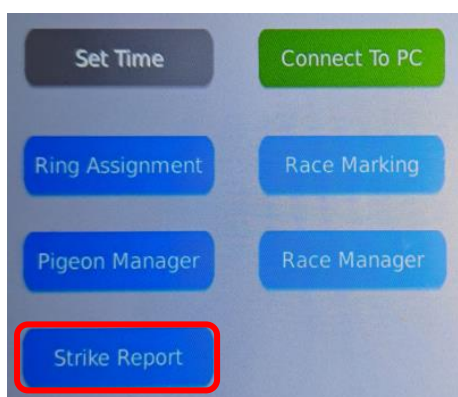 Set Time
Connect To PC
Ring Assignment
Race Marking
Pigeon Manager
Race Manager
Strike Report